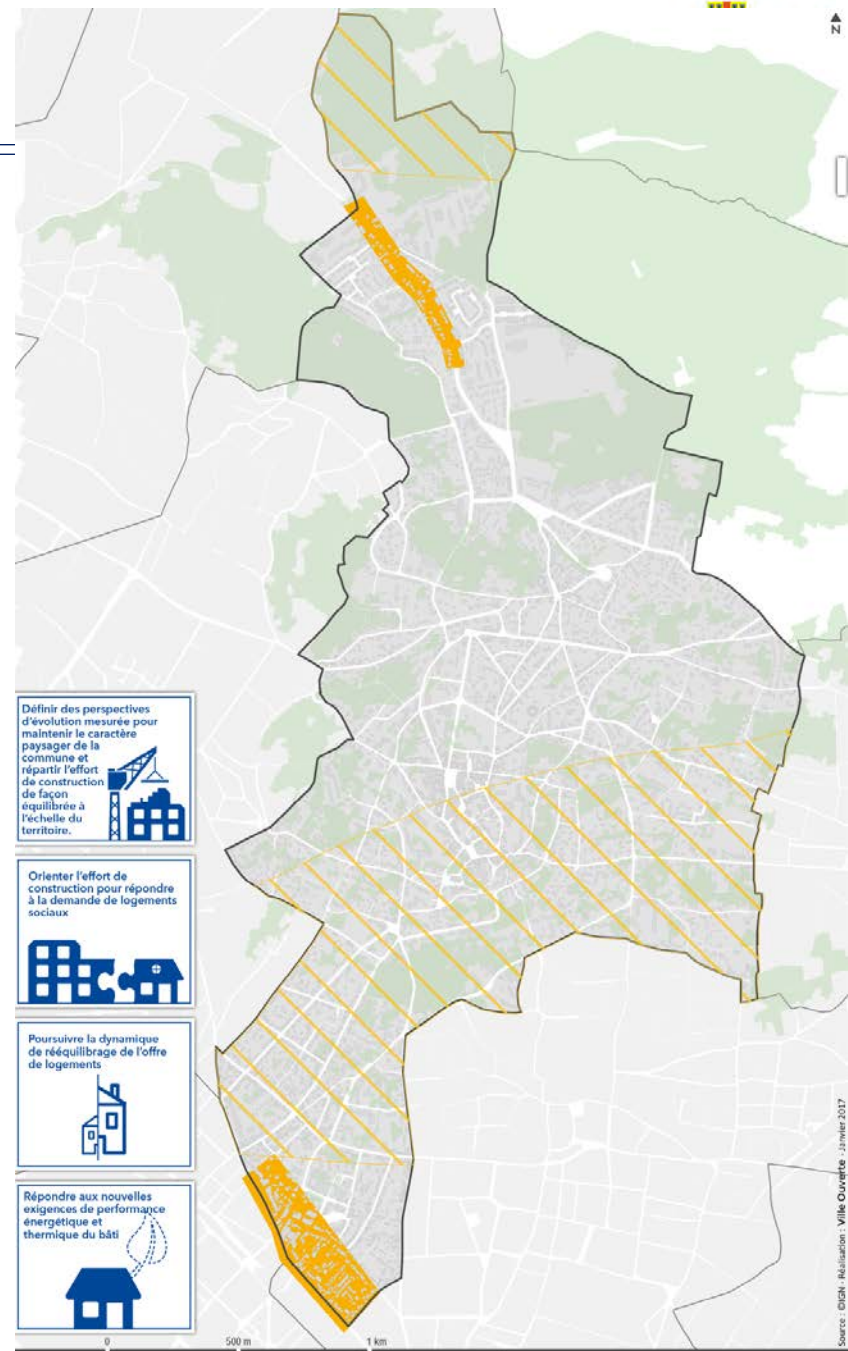 N
Définir des perspectives
d'évolution mesurée pour
maintenir le caractère
paysager de la
commune et
répartir l'effort
de construction
de façon
équilibrée à
l'échelle du
territoire.
Orienter l'effort de
construction pour répondre
à la demande de logements
sociaux
Poursuivre la dynamique
de rééquilibrage de l'offre
de logements
Répondre aux nouvelles
exigences de performance
énergétique et
thermique du bâti
0 500 m 1 km
Source : ©IGN - Réalisation : Ville Ouverte - Janvier 2017